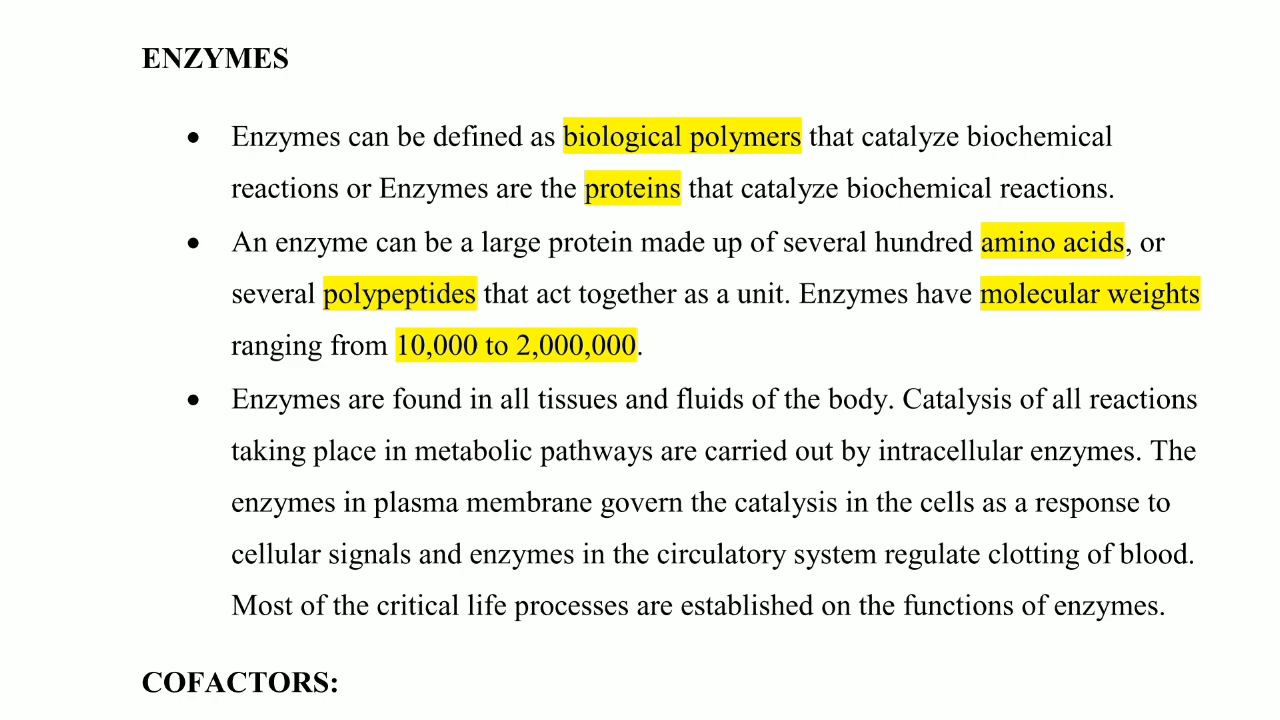 ENZYMES
• Enzymes can be defined as biological polymers that catalyze biochemical
reactions or Enzymes are the proteins that catalyze biochemical reactions.
• An enzyme can be a large protein made up of several hundred amino acids, or
several polypeptides that act together as a unit. Enzymes have molecular weights
ranging from 10,000 to 2,000,000.
• Enzymes are found in all tissues and fluids of the body. Catalysis of all reactions
taking place in metabolic pathways are carried out by intracellular enzymes. The
enzymes in plasma membrane govern the catalysis in the cells as a response to
cellular signals and enzymes in the circulatory system regulate clotting of blood.
Most of the critical life processes are established on the functions of enzymes.
COFACTORS: